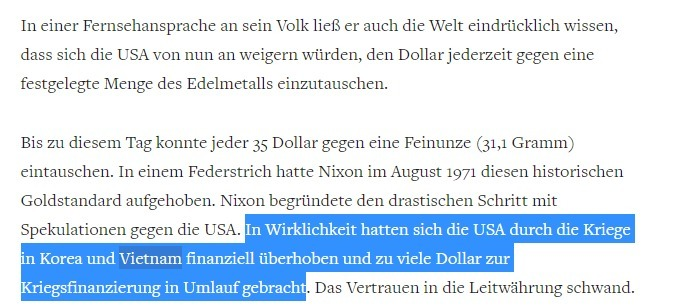 In einer Fernsehansprache an sein Volk ließ er auch die Welt eindrücklich wissen,
dass sich die USA von nun an weigern würden, den Dollar jederzeit gegen eine
festgelegte Menge des Edelmetalls einzutauschen.
Bis zu diesem Tag konnte jeder 35 Dollar gegen eine Feinunze (31,1 Gramm)
eintauschen. In einem Federstrich hatte Nixon im August 1971 diesen historischen
Goldstandard aufgehoben. Nixon begründete den drastischen Schritt mit
Spekulationen gegen die USA. In Wirklichkeit hatten sich die USA durch die Kriege
in Korea und Vietnam finanziell überhoben und zu viele Dollar zur
Kriegsfinanzierung in Umlauf gebracht. Das Vertrauen in die Leitwährung schwand.